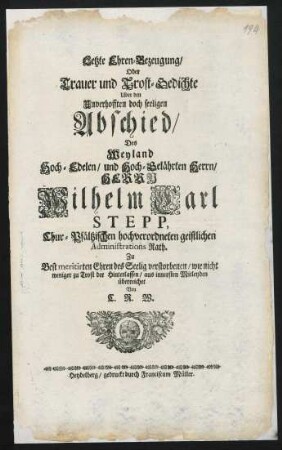 194
Letzte Ehren-Bezeugung/
Oder
Trauer und Trost-Gedichte
Uber den
Unverhofften doch seeligen
Abschied/
Des
Weyland
Hoch-Edelen/ und Hoch-Gelährten Herrn/
HERRN
Wilhelm Carl
STEPP,
Chur-Pfältzischen hochverordneten geistlichen
Administrations Rath.
Zu
Best meritirten Ehren des Seelig verstorbenen/ wie nicht
weniger zu Trost der Hinterlassen/ aus innersten Mitleyden
überreichet
Von
C. R. W.
Heydelberg/ gedruckt durch Franciscum Müller.